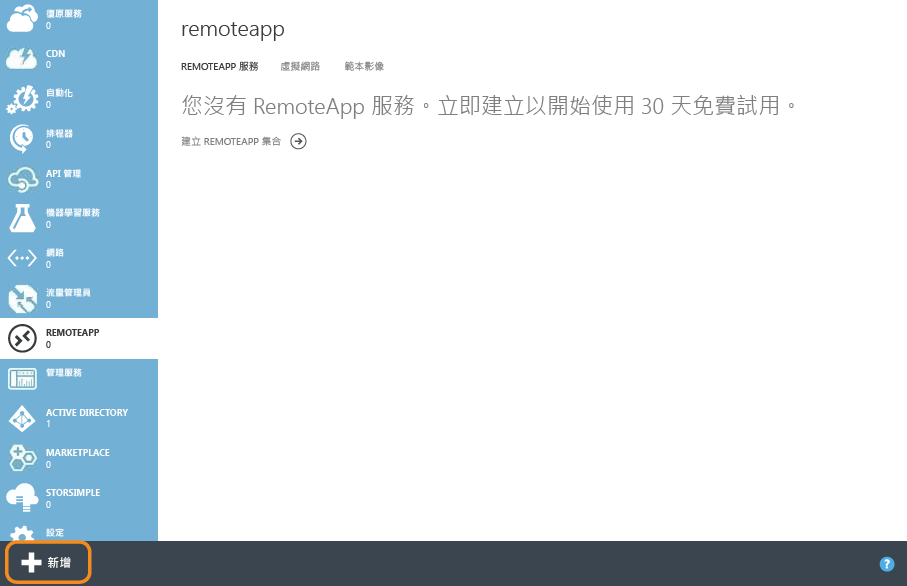 復原服務
0
CDN
0
自動化
0
排程器
0
API 管理
0
機器學習服務
0
網路
0
流量管理員
0
REMOTEAPP
0
管理服務
ACTIVE DIRECTORY
1
MARKETPLACE
0
STORSIMPLE
0
設定
remoteapp
REMOTEAPP 服務 虛擬網路 範本影像
您沒有 RemoteApp 服務。立即建立以開始使用 30 天免費試用。
建立 REMOTEAPP 集合
新增
?